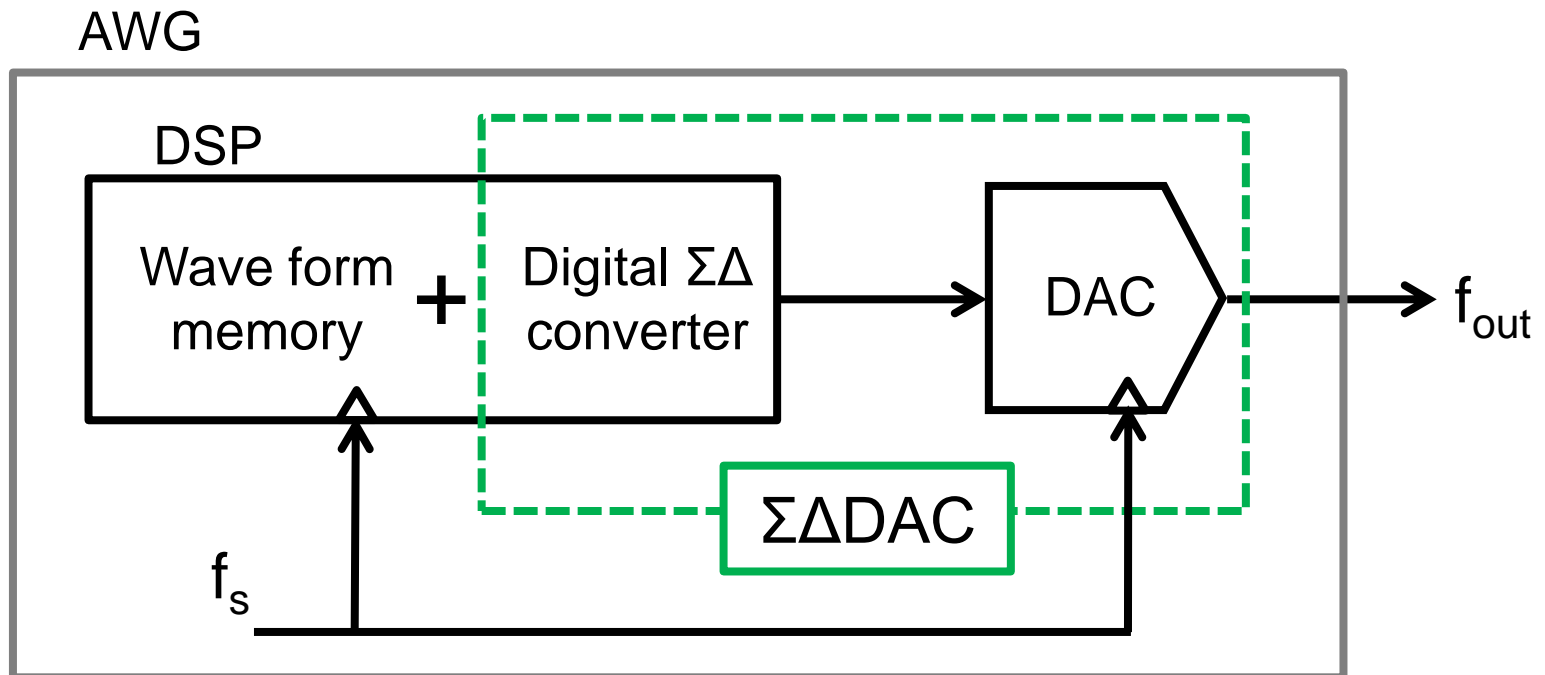 AWG
DSP
Wave form
memory
+
Digital ΣΔ
converter
DAC
f_out
ΣΔDAC
f_s